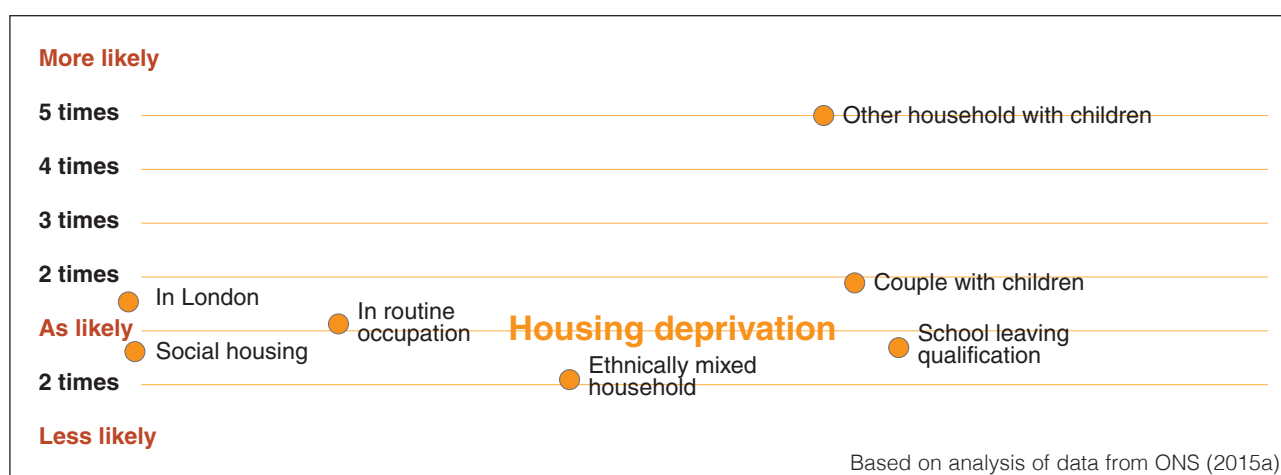 More likely
5 times
Other household with children
4 times
3 times
2 times
Couple with children
In London
As likely
In routine
occupation
Housing deprivation
School leaving
qualification
Social housing
Ethnically mixed
household
2 times
Less likely
Based on analysis of data from ONS (2015a)